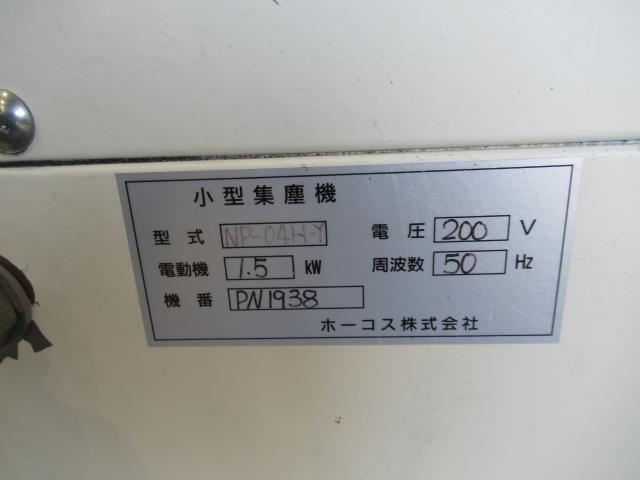 小型集塵機
型式 NP-04H-Y 電圧 200 V
電動機 1.5 kW 周波数 50 Hz
機番 PN1938
ホーコス株式会社